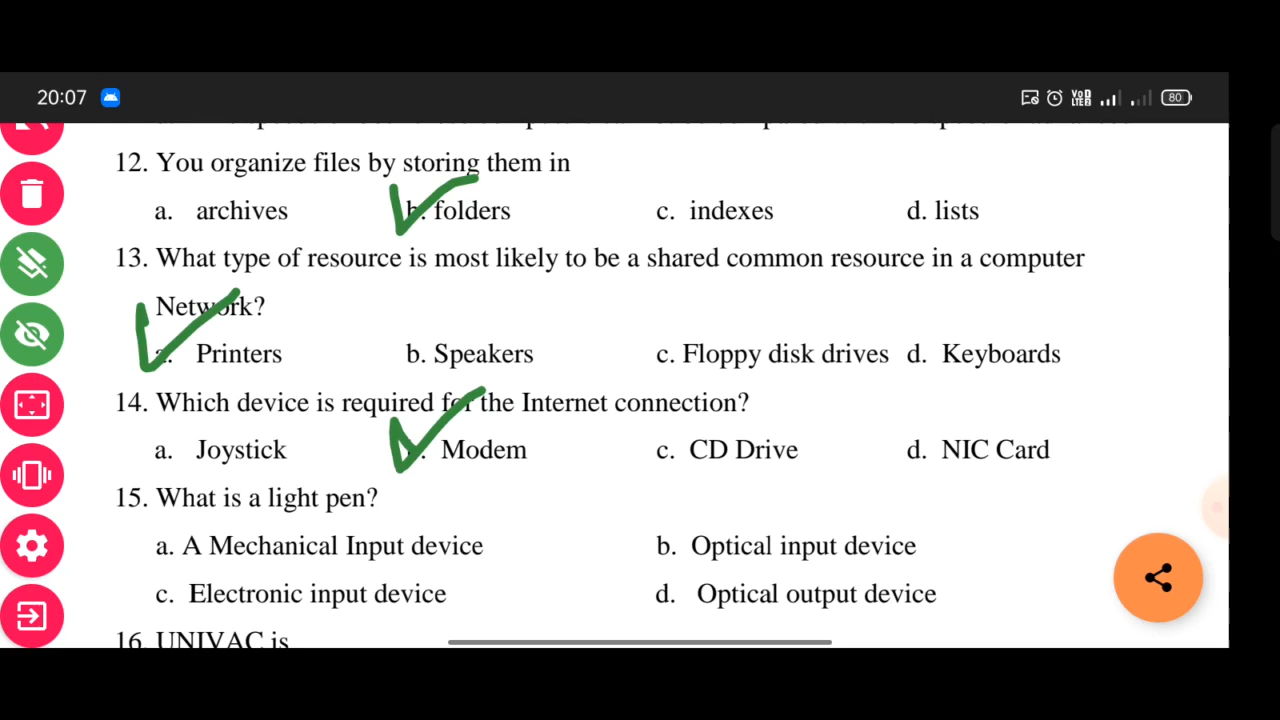 20:07
VoD LTE 80
12. You organize files by storing them in
a. archives b. folders c. indexes d. lists
13. What type of resource is most likely to be a shared common resource in a computer
Network?
a. Printers b. Speakers c. Floppy disk drives d. Keyboards
14. Which device is required for the Internet connection?
a. Joystick Modem c. CD Drive d. NIC Card
15. What is a light pen?
a. A Mechanical Input device b. Optical input device
c. Electronic input device d. Optical output device
16. UNIVAC is